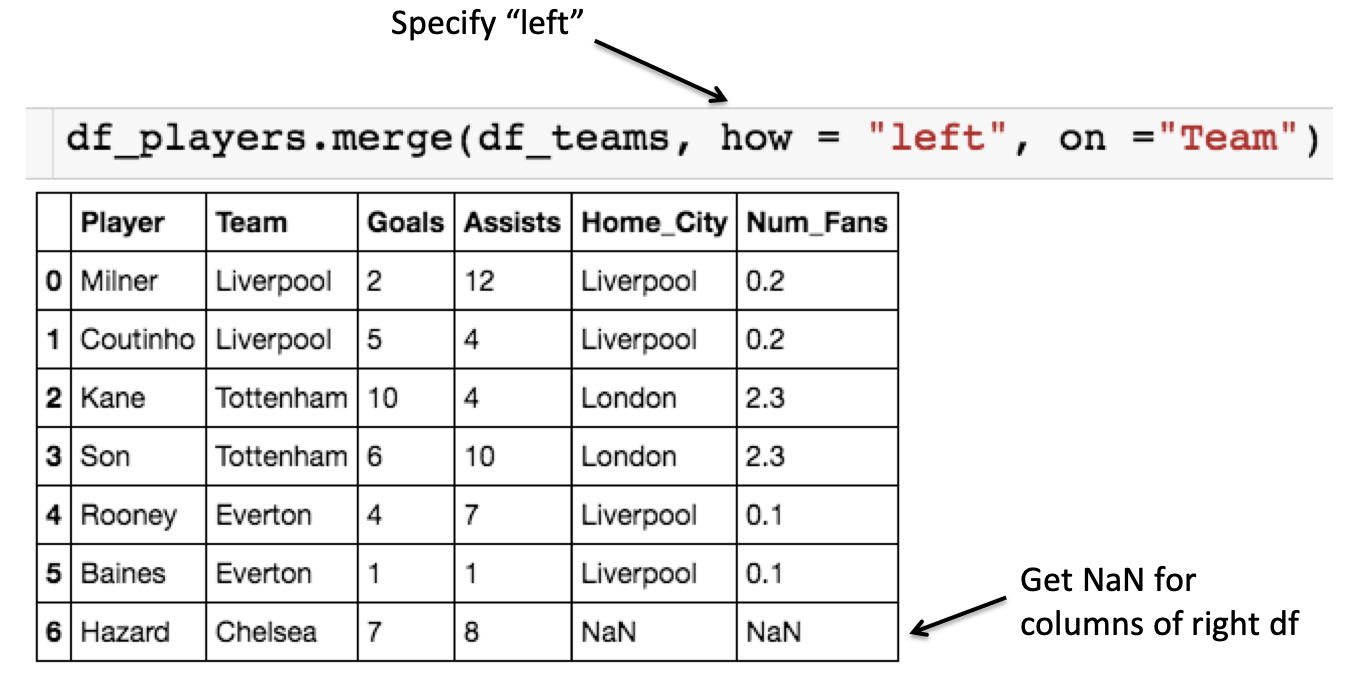 Specify “left”
df_players.merge(df_teams, how = "left", on ="Team")
Player Team Goals Assists Home_City Num_Fans
0 Milner Liverpool 2 12 Liverpool 0.2
1 Coutinho Liverpool 5 4 Liverpool 0.2
2 Kane Tottenham 10 4 London 2.3
3 Son Tottenham 6 10 London 2.3
4 Rooney Everton 4 7 Liverpool 0.1
5 Baines Everton 1 1 Liverpool 0.1
6 Hazard Chelsea 7 8 NaN NaN
Get NaN for
columns of right df